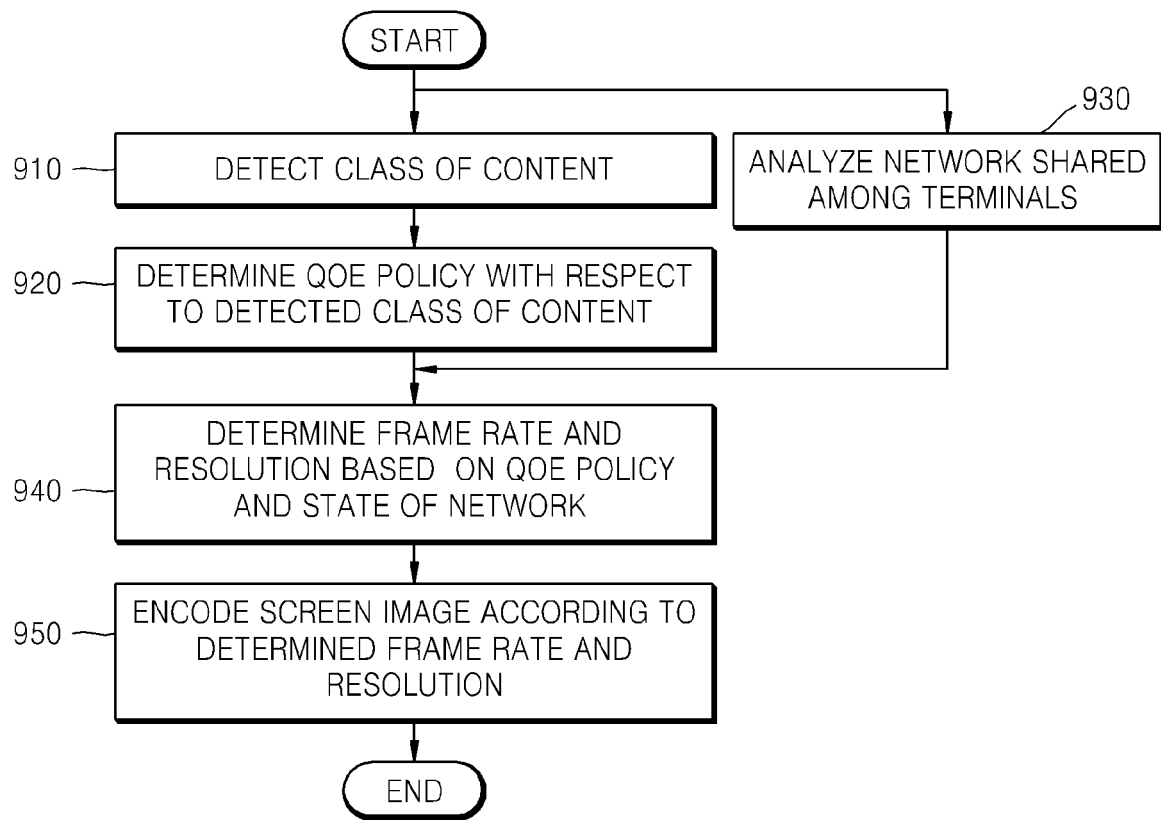 START
930
910
DETECT CLASS OF CONTENT
ANALYZE NETWORK SHARED
AMONG TERMINALS
920
DETERMINE QOE POLICY WITH RESPECT
TO DETECTED CLASS OF CONTENT
940
DETERMINE FRAME RATE AND
RESOLUTION BASED ON QOE POLICY
AND STATE OF NETWORK
950
ENCODE SCREEN IMAGE ACCORDING TO
DETERMINED FRAME RATE AND
RESOLUTION
END